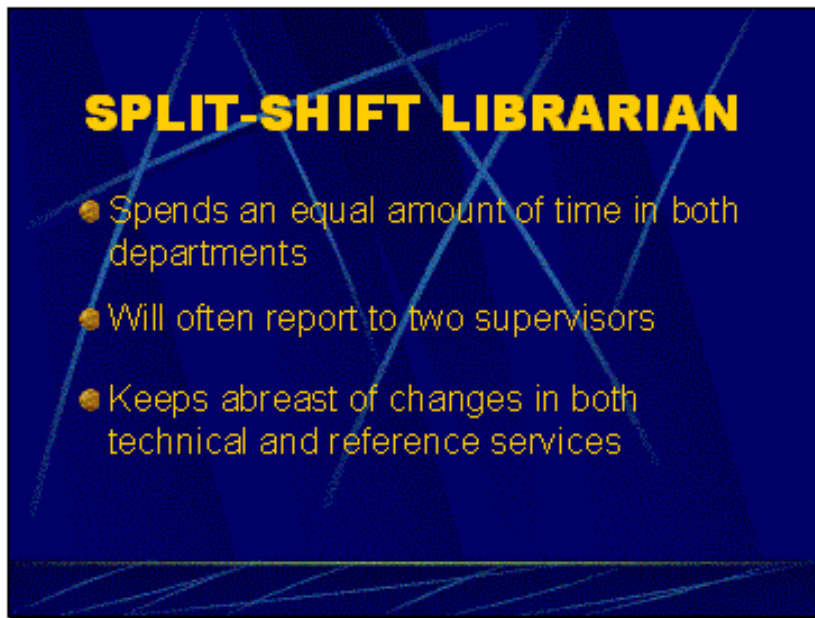 SPLIT-SHIFT LIBRARIAN
Spends an equal amount of time in both
departments
Will often report to two supervisors
Keeps abreast of changes in both
technical and reference services